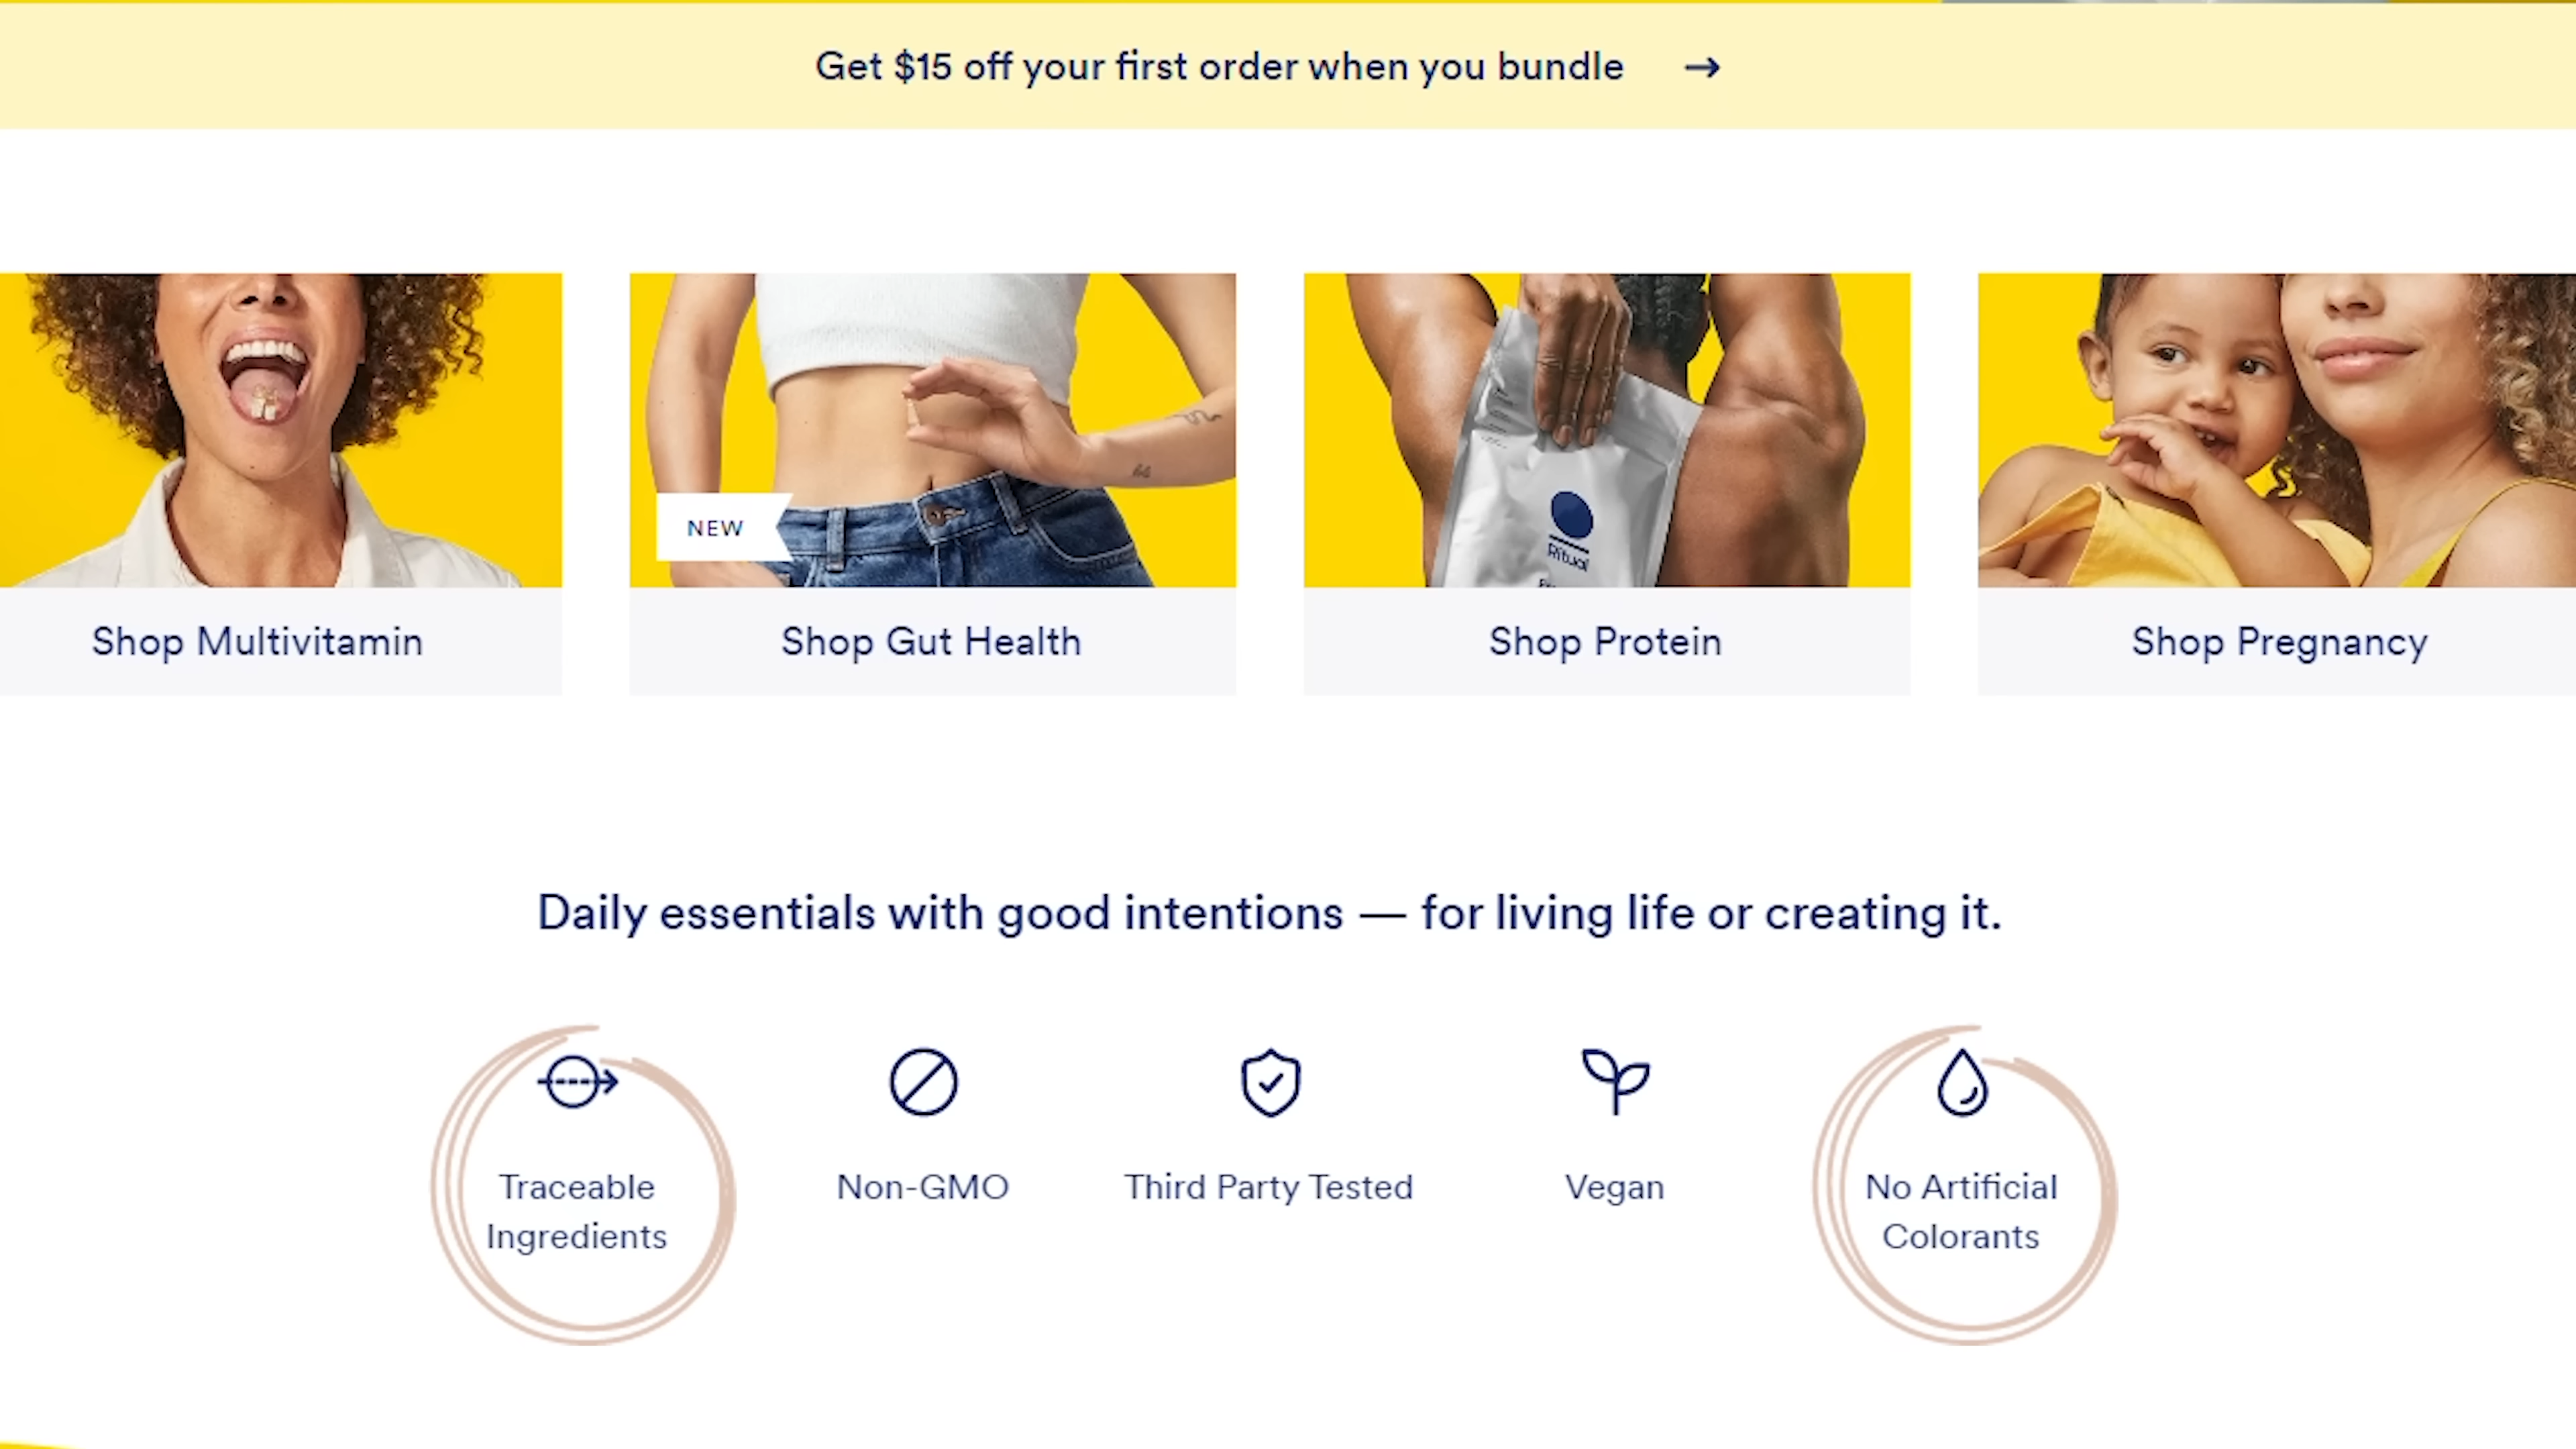 Get $15 off your first order when you bundle →
NEW
Ritual
Shop Multivitamin
Shop Gut Health
Shop Protein
Shop Pregnancy
Daily essentials with good intentions — for living life or creating it.
Traceable
Ingredients
Non-GMO
Third Party Tested
Vegan
No Artificial
Colorants